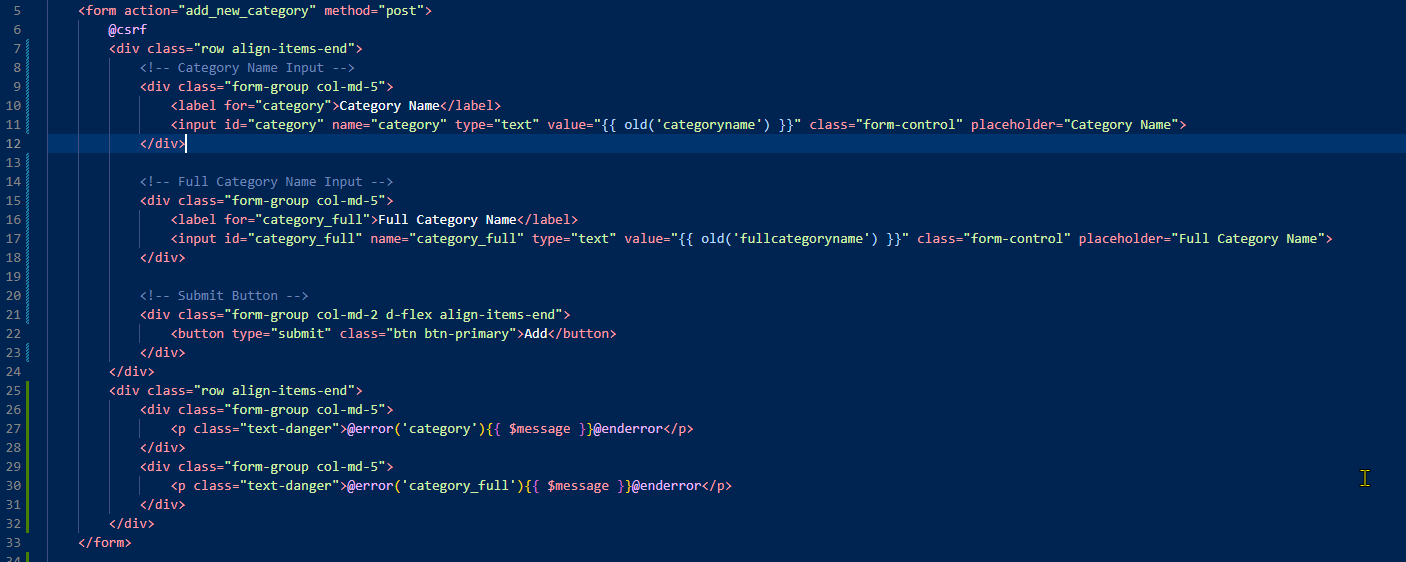 5 <form action="add_new_category" method="post">
6 @csrf
7 <div class="row align-items-end">
8 <!-- Category Name Input -->
9 <div class="form-group col-md-5">
10 <label for="category">Category Name</label>
11 <input id="category" name="category" type="text" value="{{ old('categoryname') }}" class="form-control" placeholder="Category Name">
12 </div>
13
14 <!-- Full Category Name Input -->
15 <div class="form-group col-md-5">
16 <label for="category_full">Full Category Name</label>
17 <input id="category_full" name="category_full" type="text" value="{{ old('fullcategoryname') }}" class="form-control" placeholder="Full Category Name">
18 </div>
19
20 <!-- Submit Button -->
21 <div class="form-group col-md-2 d-flex align-items-end">
22 <button type="submit" class="btn btn-primary">Add</button>
23 </div>
24 </div>
25 <div class="row align-items-end">
26 <div class="form-group col-md-5">
27 <p class="text-danger">@error('category'){{ $message }}@enderror</p>
28 </div>
29 <div class="form-group col-md-5">
30 <p class="text-danger">@error('category_full'){{ $message }}@enderror</p>
31 </div>
32 </div>
33 </form>
34